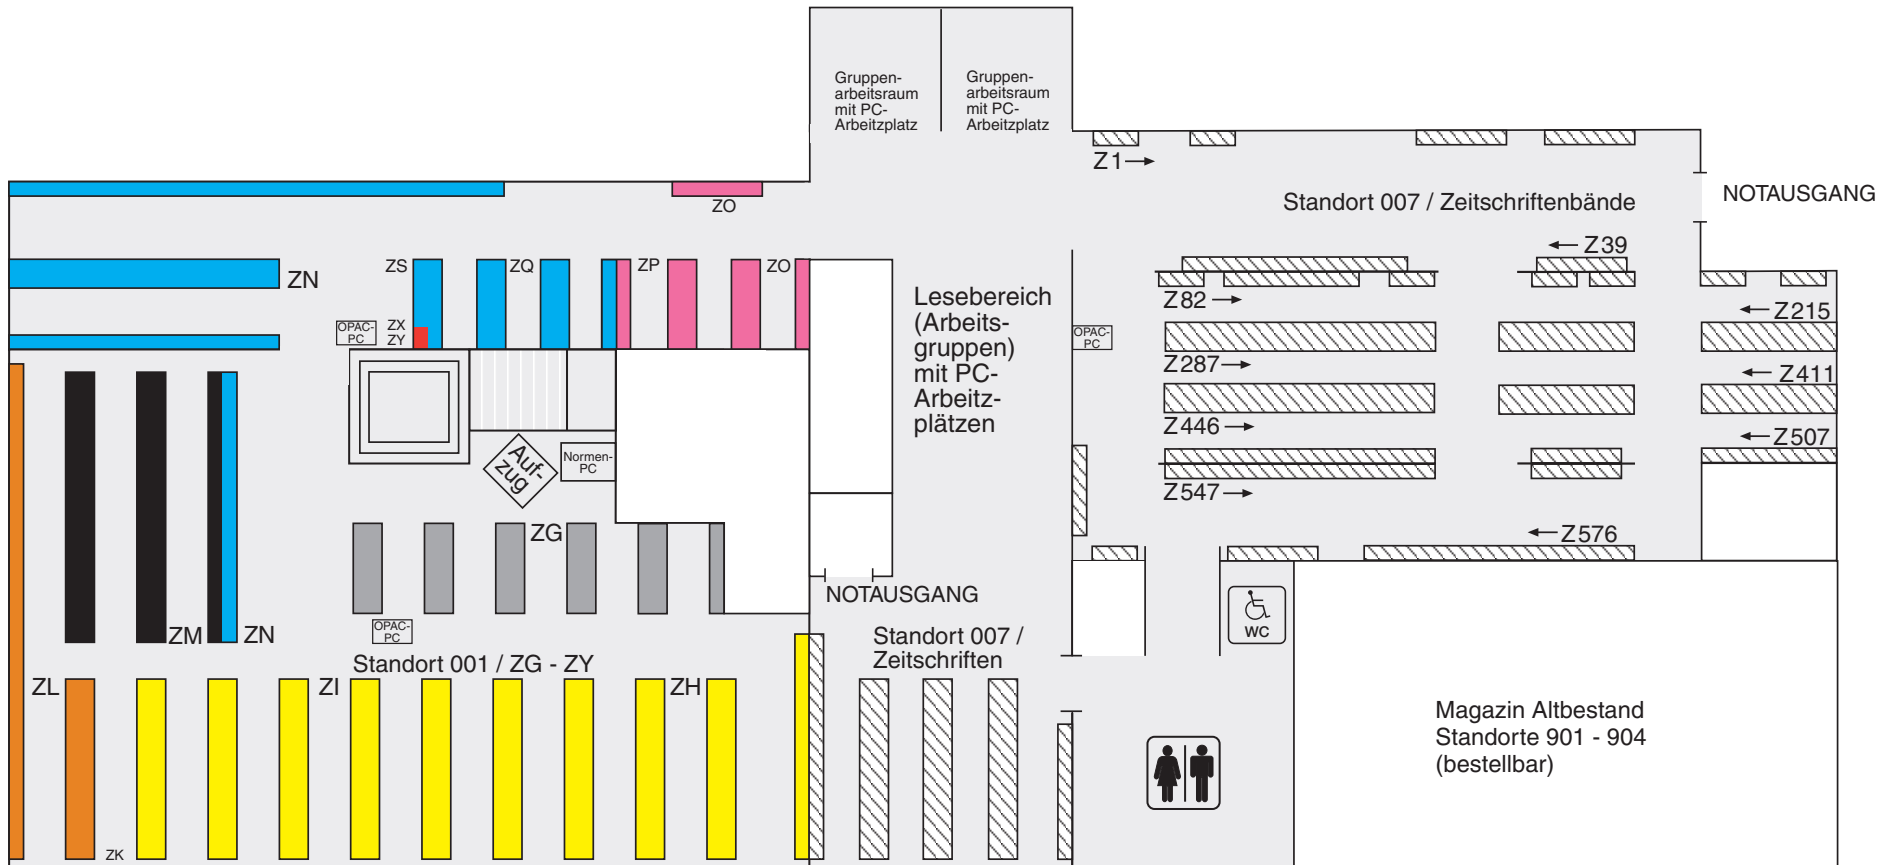 Gruppen-
arbeitsraum
mit PC-
Arbeitzplatz
Gruppen-
arbeitsraum
mit PC-
Arbeitzplatz
Z1
Standort 007 / Zeitschriftenbände
NOTAUSGANG
ZO
Z39
ZN
ZS
ZQ
ZP
ZO
Lesebereich
(Arbeits-
gruppen)
mit PC-
Arbeitz-
plätzen
Z82
Z215
OPAC-
PC
ZX
ZY
OPAC-
PC
Z287
Z411
Z446
Z507
Auf-
zug
Normen-
PC
Z547
ZG
Z576
NOTAUSGANG
OPAC-
PC
ZM
ZN
WC
Standort 001 / ZG - ZY
Standort 007 /
Zeitschriften
ZL
ZI
ZH
Magazin Altbestand
Standorte 901 - 904
(bestellbar)
ZK